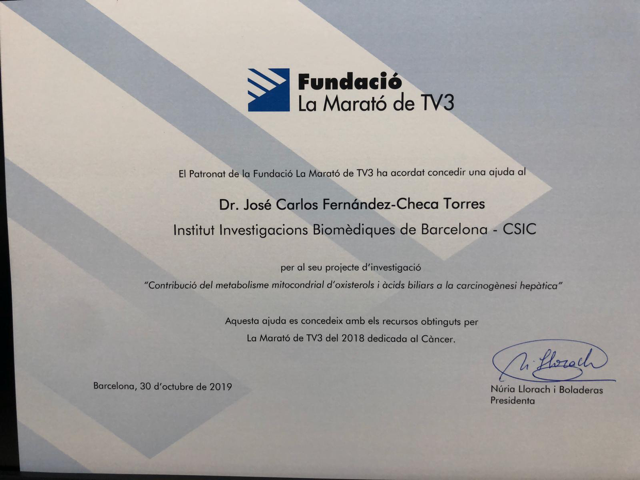 Fundació
La Marató de TV3
El Patronat de la Fundació La Marató de TV3 ha acordat concedir una ajuda al
Dr. José Carlos Fernández-Checa Torres
Institut Investigacions Biomèdiques de Barcelona - CSIC
per al seu projecte d'investigació
"Contribució del metabolisme mitocondrial d'oxisterols i àcids biliars a la carcinogènesi hepàtica"
Aquesta ajuda es concedeix amb els recursos obtinguts per
La Marató de TV3 del 2018 dedicada al Càncer.
Barcelona, 30 d'octubre de 2019
N. Llorach
Núria Llorach i Boladeras
Presidenta